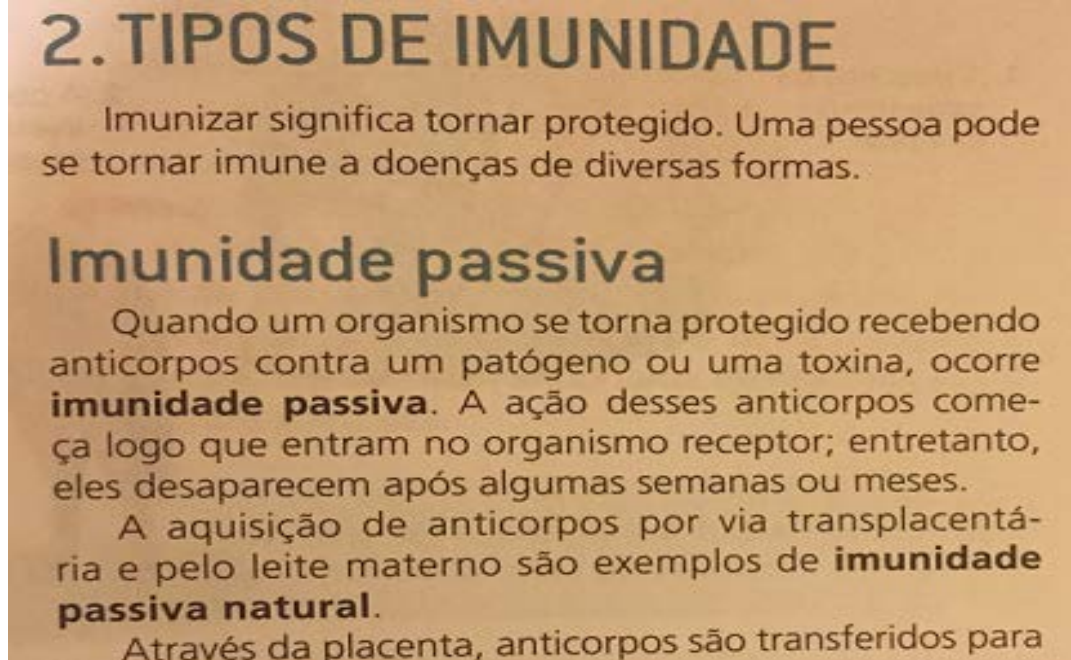 2. TIPOS DE IMUNIDADE
Imunizar significa tornar protegido. Uma pessoa pode
se tornar imune a doenças de diversas formas.
Imunidade passiva
Quando um organismo se torna protegido recebendo
anticorpos contra um patógeno ou uma toxina, ocorre
imunidade passiva. A ação desses anticorpos come-
ça logo que entram no organismo receptor; entretanto,
eles desaparecem após algumas semanas ou meses.
A aquisição de anticorpos por via transplacentá-
ria e pelo leite materno são exemplos de imunidade
passiva natural.
Através da placenta, anticorpos são transferidos para